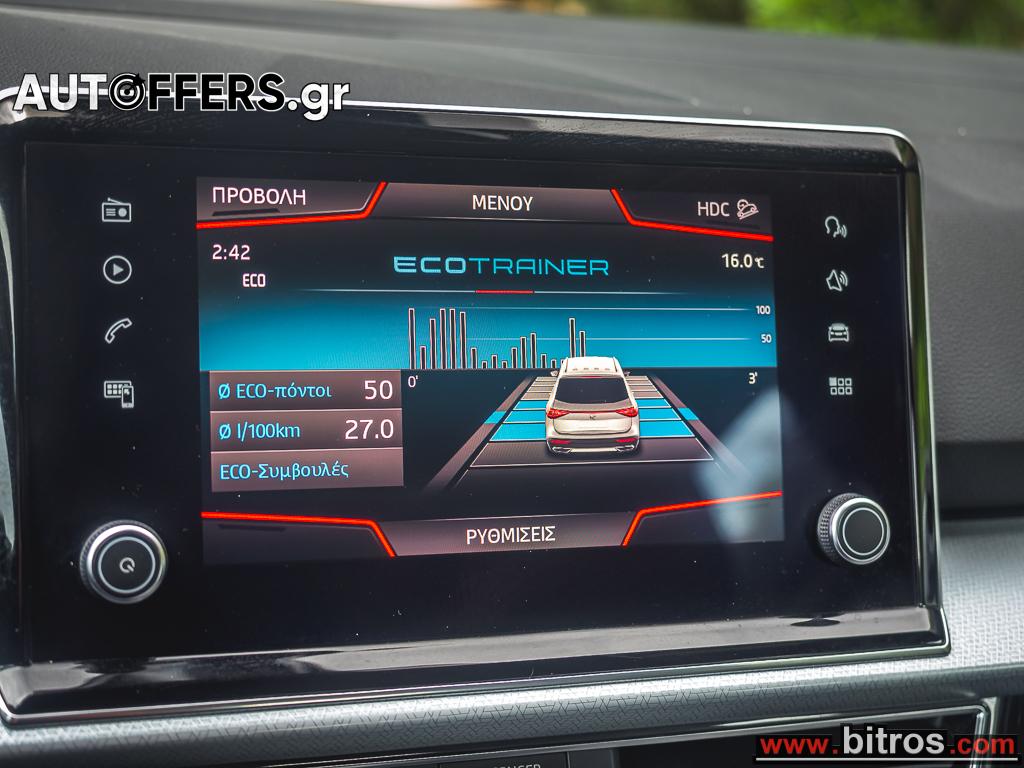 AUTOFFERS.gr
ΠΡΟΒΟΛΗ
ΜΕΝΟΥ
HDC
2:42
ECO
ECOTRAINER
16.0°C
100
50
0'
3'
Ø ECO-πόντοι 50
Ø l/100km 27.0
ECO-Συμβουλές
ΡΥΘΜΙΣΕΙΣ
www.bitros.com